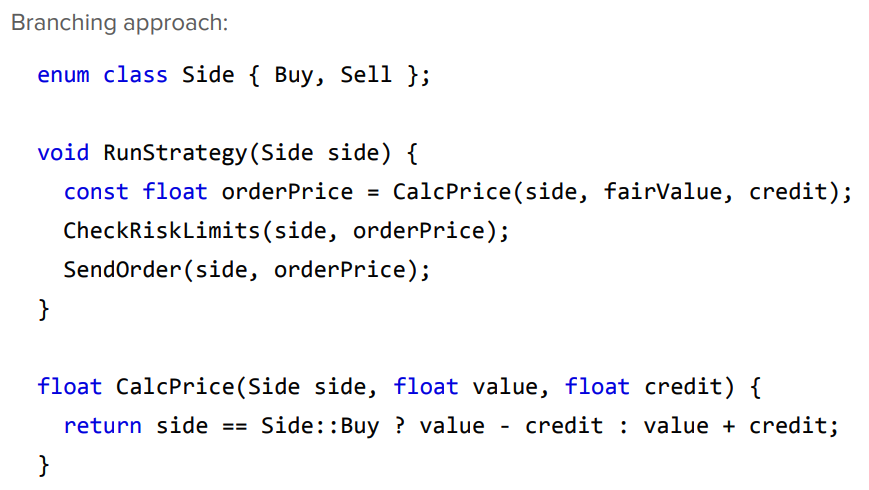 Branching approach:
enum class Side { Buy, Sell };
void RunStrategy(Side side) {
  const float orderPrice = CalcPrice(side, fairValue, credit);
  CheckRiskLimits(side, orderPrice);
  SendOrder(side, orderPrice);
}
float CalcPrice(Side side, float value, float credit) {
  return side == Side::Buy ? value - credit : value + credit;
}